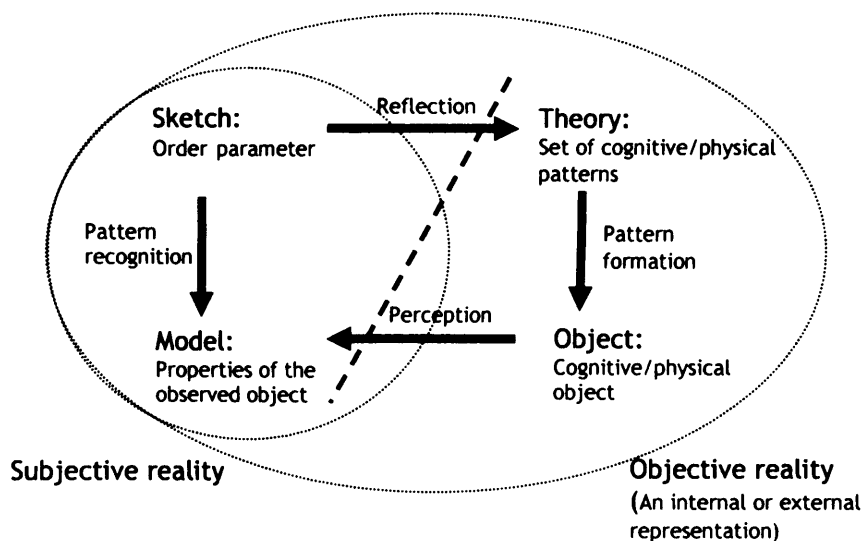 Reflection
Sketch:
Order parameter
Theory:
Set of cognitive/physical
patterns
Pattern
recognition
Pattern
formation
Perception
Model:
Properties of the
observed object
Object:
Cognitive/physical
object
Subjective reality
Objective reality
(An internal or external
representation)